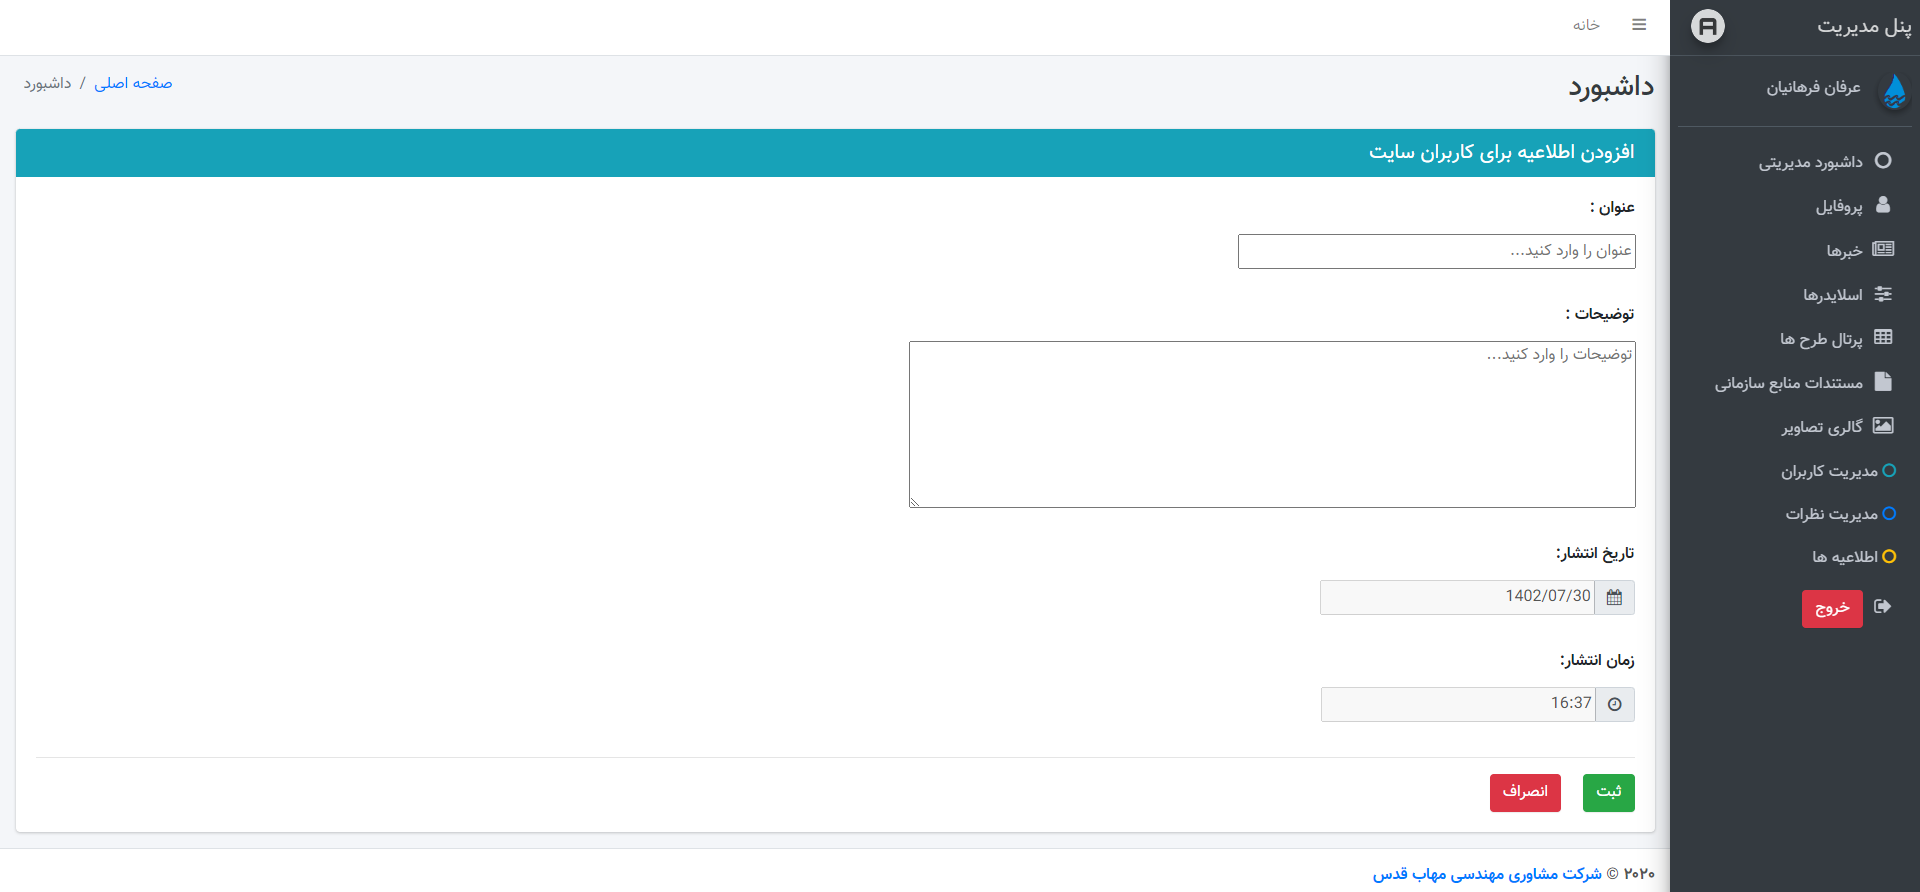 پنل مدیریت
عرفان فرهانیان
داشبورد مدیریتی
پروفایل
خبرها
اسلایدرها
پرتال طرح ها
مستندات منابع سازمانی
گالری تصاویر
مدیریت کاربران
مدیریت نظرات
اطلاعیه ها
خروج
خانه
داشبورد
صفحه اصلی / داشبورد
افزودن اطلاعیه برای کاربران سایت
عنوان :
عنوان را وارد کنید...
توضیحات :
توضیحات را وارد کنید...
تاریخ انتشار:
1402/07/30
زمان انتشار:
16:37
ثبت
انصراف
۲۰۲۰ © شرکت مشاوری مهندسی مهاب قدس